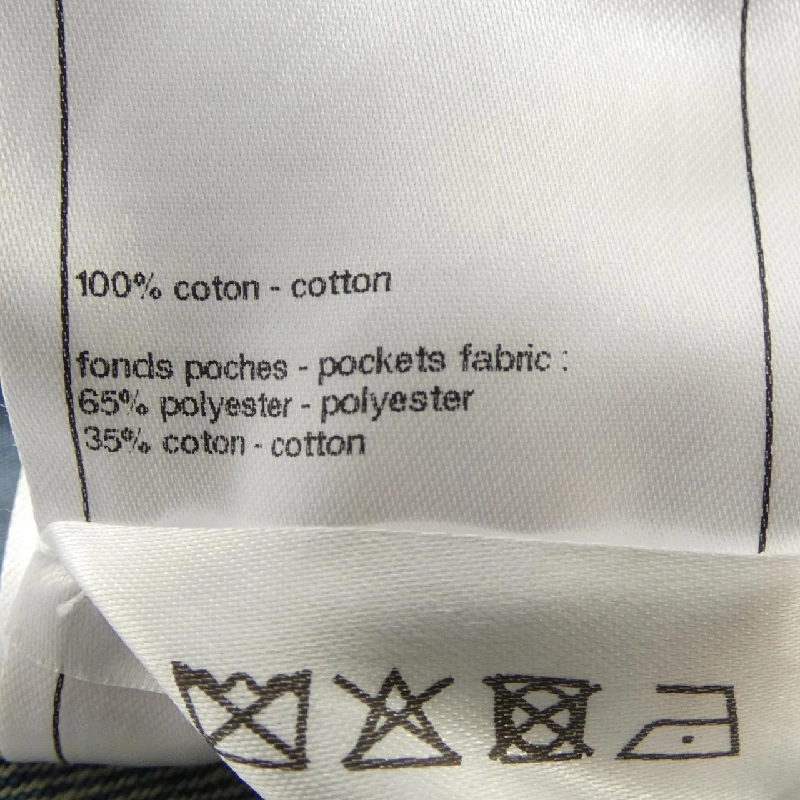 100% coton - cotton
fonds poches - pockets fabric :
65% polyester - polyester
35% coton - cotton